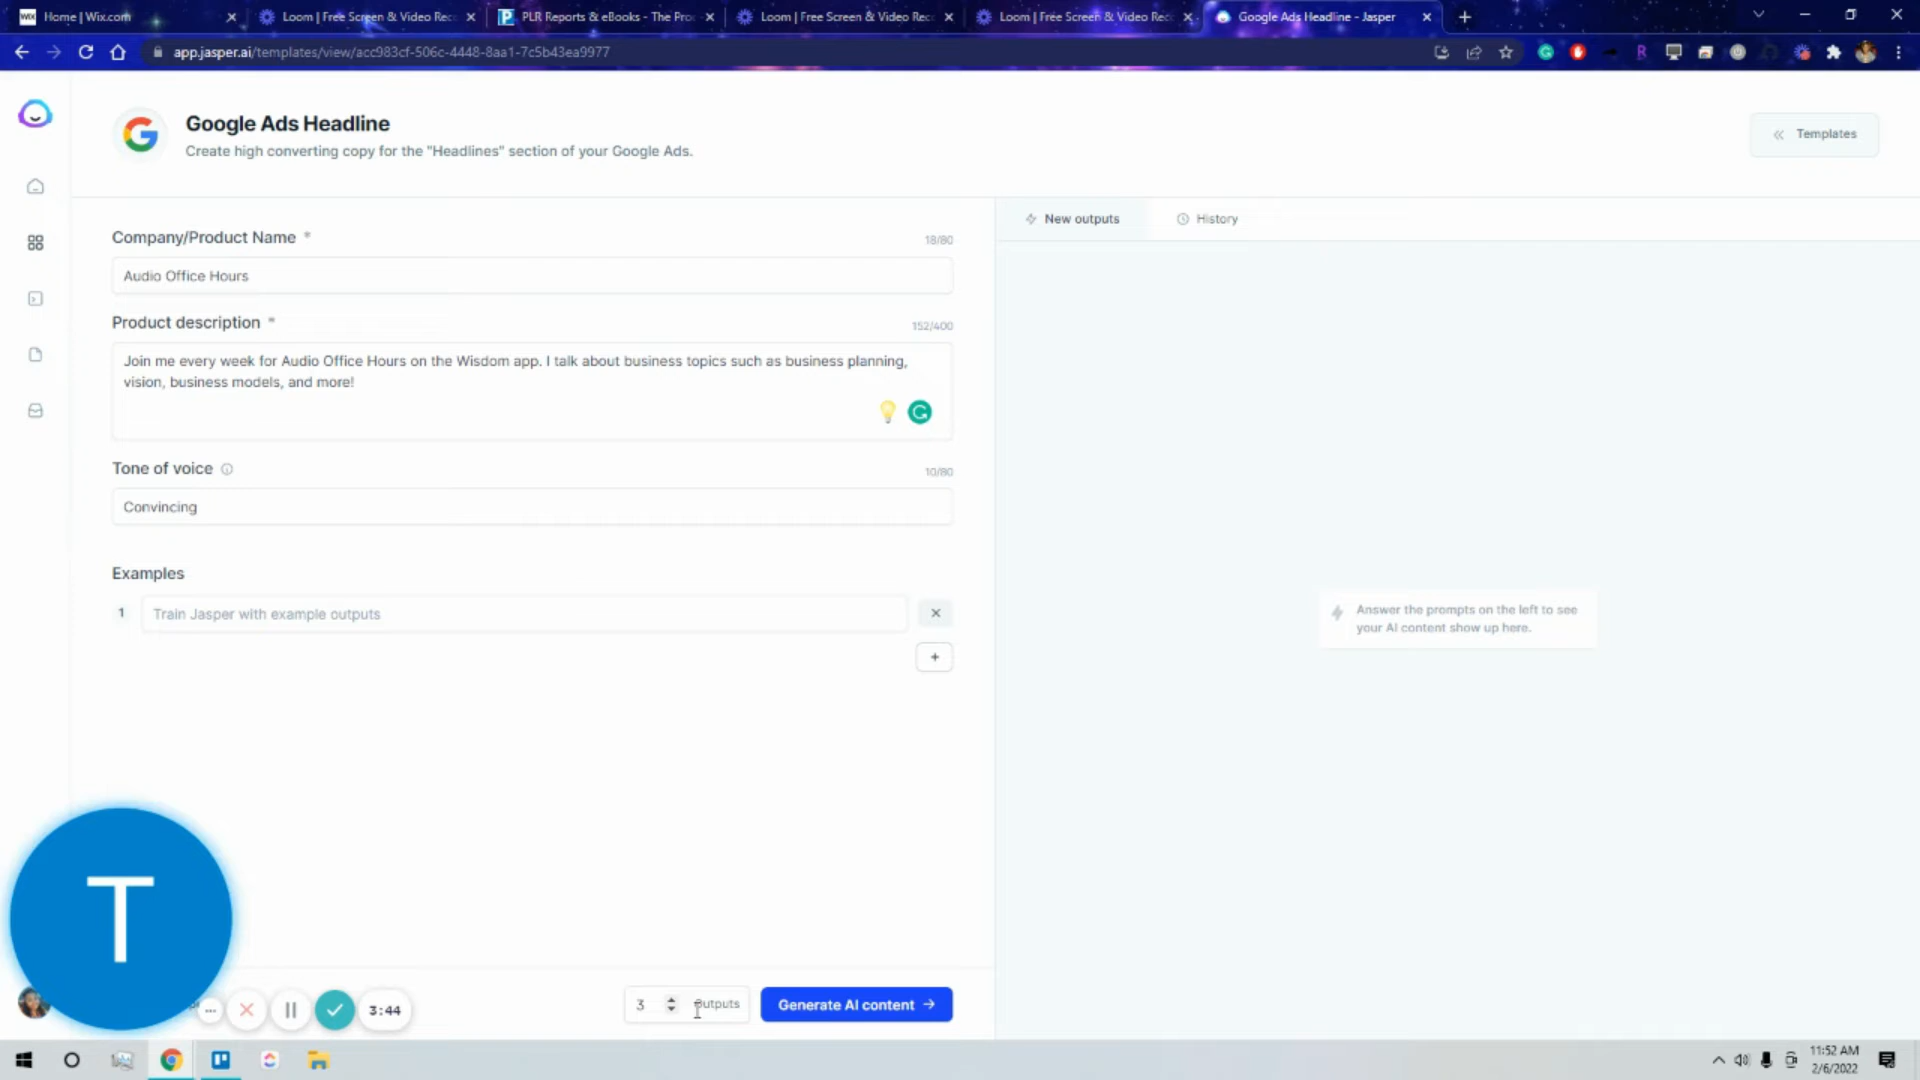 WIX Home | Wix.com
Loom | Free Screen & Video Rec
PLR Reports & eBooks - The Pro
Loom | Free Screen & Video Rec
Loom | Free Screen & Video Rec
Google Ads Headline - Jasper
app.jasper.ai/templates/view/acc983cf-506c-4448-8aa1-7c5b43ea9977
Google Ads Headline
Create high converting copy for the "Headlines" section of your Google Ads.
Templates
Company/Product Name *
18/80
Audio Office Hours
Product description *
152/400
Join me every week for Audio Office Hours on the Wisdom app. I talk about business topics such as business planning,
vision, business models, and more!
Tone of voice
10/80
Convincing
Examples
1 Train Jasper with example outputs
New outputs
History
Answer the prompts on the left to see
your AI content show up here.
T
3:44
3 Outputs
Generate AI content
11:52 AM
2/6/2022